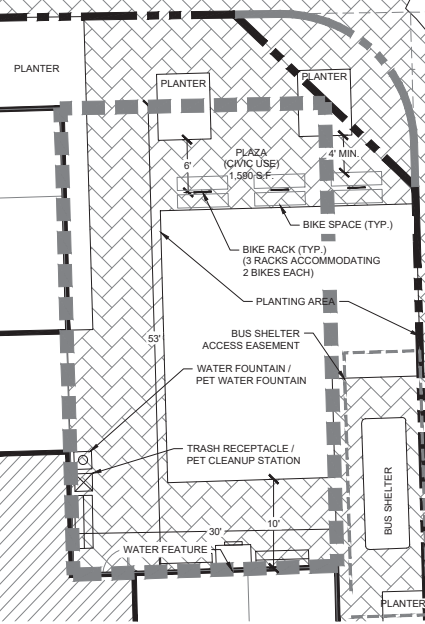 PLANTER
PLANTER
PLANTER
PLAZA
(CIVIC USE)
1,590 S.F.
6'
4' MIN.
BIKE SPACE (TYP.)
BIKE RACK (TYP.)
(3 RACKS ACCOMMODATING
2 BIKES EACH)
PLANTING AREA
BUS SHELTER
ACCESS EASEMENT
53'
WATER FOUNTAIN /
PET WATER FOUNTAIN
TRASH RECEPTACLE /
PET CLEANUP STATION
BUS SHELTER
30'
10'
WATER FEATURE
PLANTER